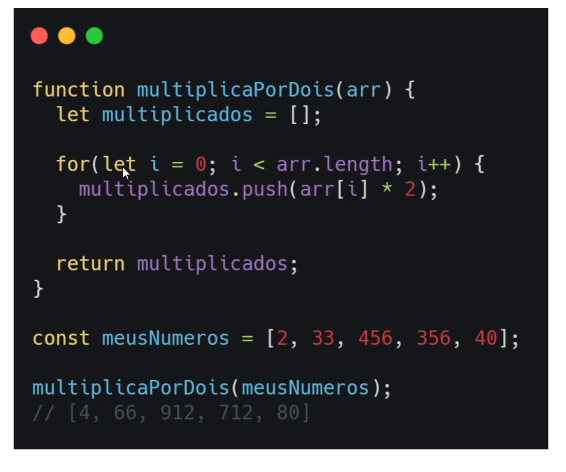 function multiplicaPorDois(arr) {
  let multiplicados = [];
  for(let i = 0; i < arr.length; i++) {
    multiplicados.push(arr[i] * 2);
  }
  return multiplicados;
}
const meusNumeros = [2, 33, 456, 356, 40];
multiplicaPorDois(meusNumeros);
// [4, 66, 912, 712, 80]